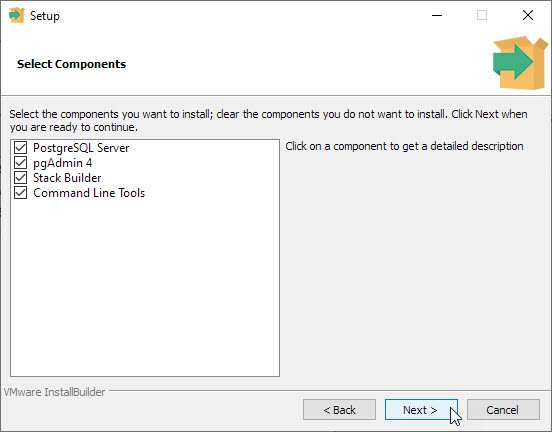 Setup
Select Components
Select the components you want to install; clear the components you do not want to install. Click Next when
you are ready to continue.
PostgreSQL Server
pgAdmin 4
Stack Builder
Command Line Tools
Click on a component to get a detailed description
VMware InstallBuilder
< Back
Next >
Cancel